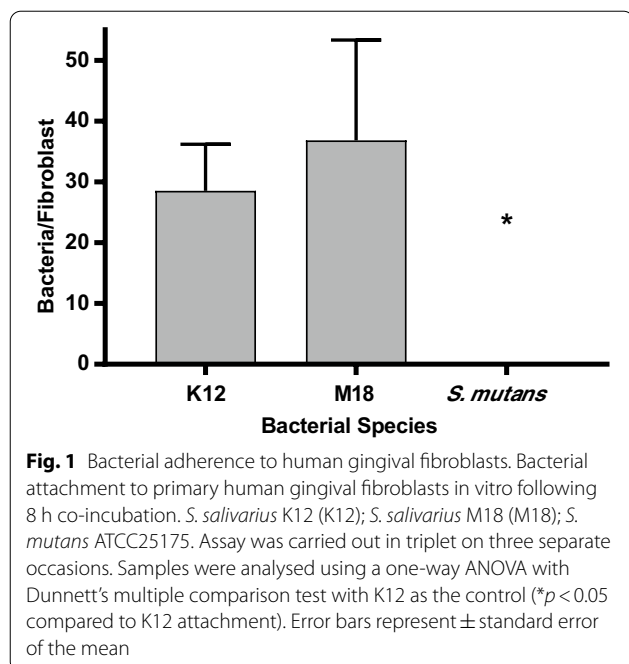 50
40
30
20
10
0
Bacteria/Fibroblast
*
K12 M18 S. mutans
Bacterial Species
Fig. 1 Bacterial adherence to human gingival fibroblasts. Bacterial
attachment to primary human gingival fibroblasts in vitro following
8 h co-incubation. S. salivarius K12 (K12); S. salivarius M18 (M18); S.
mutans ATCC25175. Assay was carried out in triplet on three separate
occasions. Samples were analysed using a one-way ANOVA with
Dunnett’s multiple comparison test with K12 as the control (*p < 0.05
compared to K12 attachment). Error bars represent ± standard error
of the mean